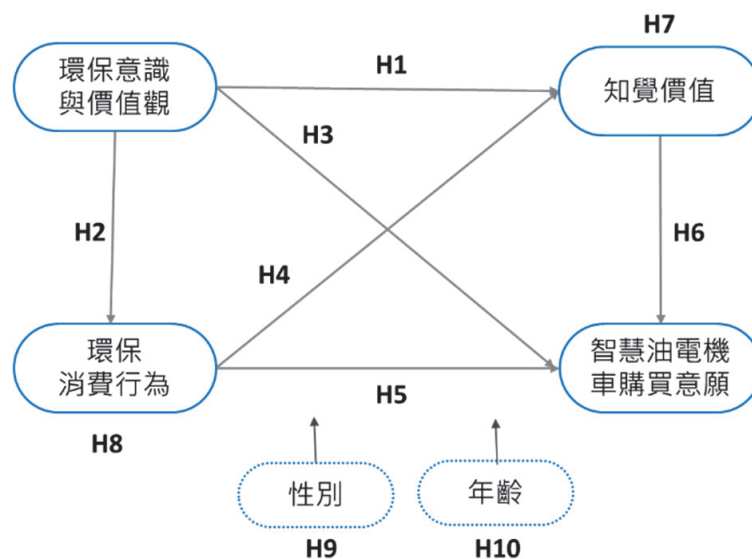 H7
環保意識
與價值觀
H1
知覺價值
H3
H2
H4
H6
環保
消費行為
H5
智慧油電機
車購買意願
H8
性別
年齡
H9
H10